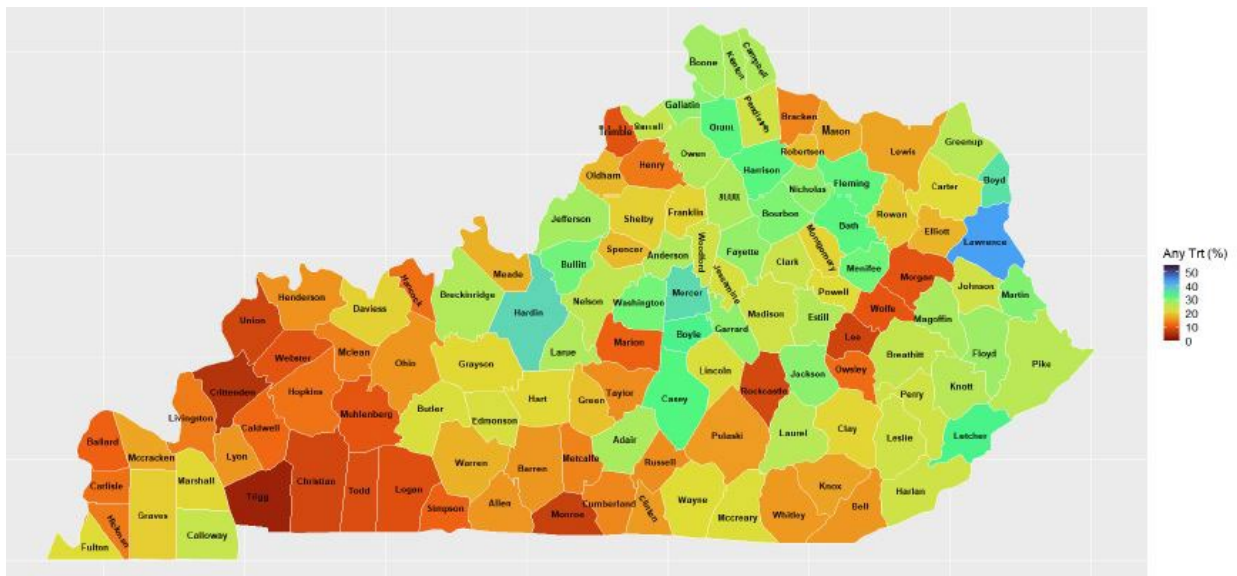 Boone
Kenton
Campbell
Gallatin
Pendleton
Grant
Carroll
Trimble
Bracken
Mason
Owen
Robertson
Lewis
Greenup
Henry
Harrison
Oldham
Nicholas
Fleming
Carter
Boyd
Jefferson
Shelby
Franklin
Scott
Bourbon
Rowan
Bath
Elliott
Lawrence
Spencer
Anderson
Woodford
Fayette
Montgomery
Clark
Menifee
Morgan
Bullitt
Meade
Hancock
Breckinridge
Nelson
Washington
Mercer
Jessamine
Powell
Johnson
Martin
Henderson
Daviess
Hardin
Madison
Estill
Wolfe
Magoffin
Union
Boyle
Garrard
Lee
Webster
Mclean
Ohio
Grayson
Larue
Marion
Lincoln
Breathitt
Floyd
Pike
Crittenden
Hopkins
Rockcastle
Jackson
Owsley
Knott
Livingston
Muhlenberg
Butler
Edmonson
Hart
Green
Taylor
Casey
Perry
Caldwell
Adair
Pulaski
Laurel
Clay
Leslie
Letcher
Ballard
Mccracken
Lyon
Warren
Barren
Metcalfe
Russell
Carlisle
Marshall
Trigg
Christian
Todd
Logan
Simpson
Allen
Monroe
Cumberland
Clinton
Wayne
Mccreary
Whitley
Knox
Bell
Harlan
Hickman
Graves
Calloway
Fulton
Any Trt (%)
50
40
30
20
10
0